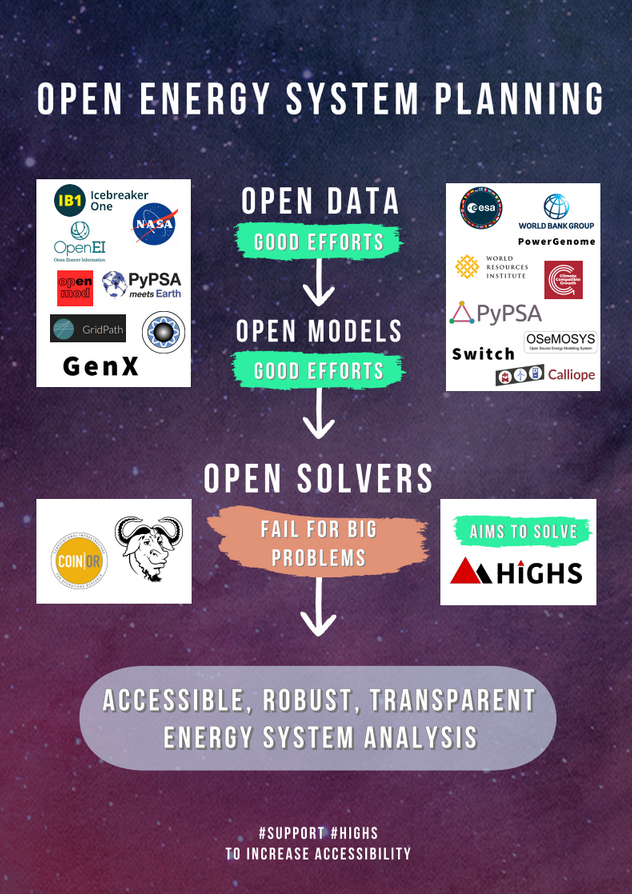 OPEN ENERGY SYSTEM PLANNING
IB1 Icebreaker One
NASA
OpenEI
Open Energy Information
open mod
PyPSA
meets Earth
GridPath
GenX
OPEN DATA
GOOD EFFORTS
OPEN MODELS
GOOD EFFORTS
esa
WORLD BANK GROUP
PowerGenome
WORLD
RESOURCES
INSTITUTE
Climate
Compatible
Growth
PyPSA
OSeMOSYS
Open Source Energy Modelling System
Switch
Calliope
OPEN SOLVERS
FAIL FOR BIG
PROBLEMS
COIN|OR
AIMS TO SOLVE
HiGHS
ACCESSIBLE, ROBUST, TRANSPARENT
ENERGY SYSTEM ANALYSIS
#SUPPORT #HIGHS
TO INCREASE ACCESSIBILITY